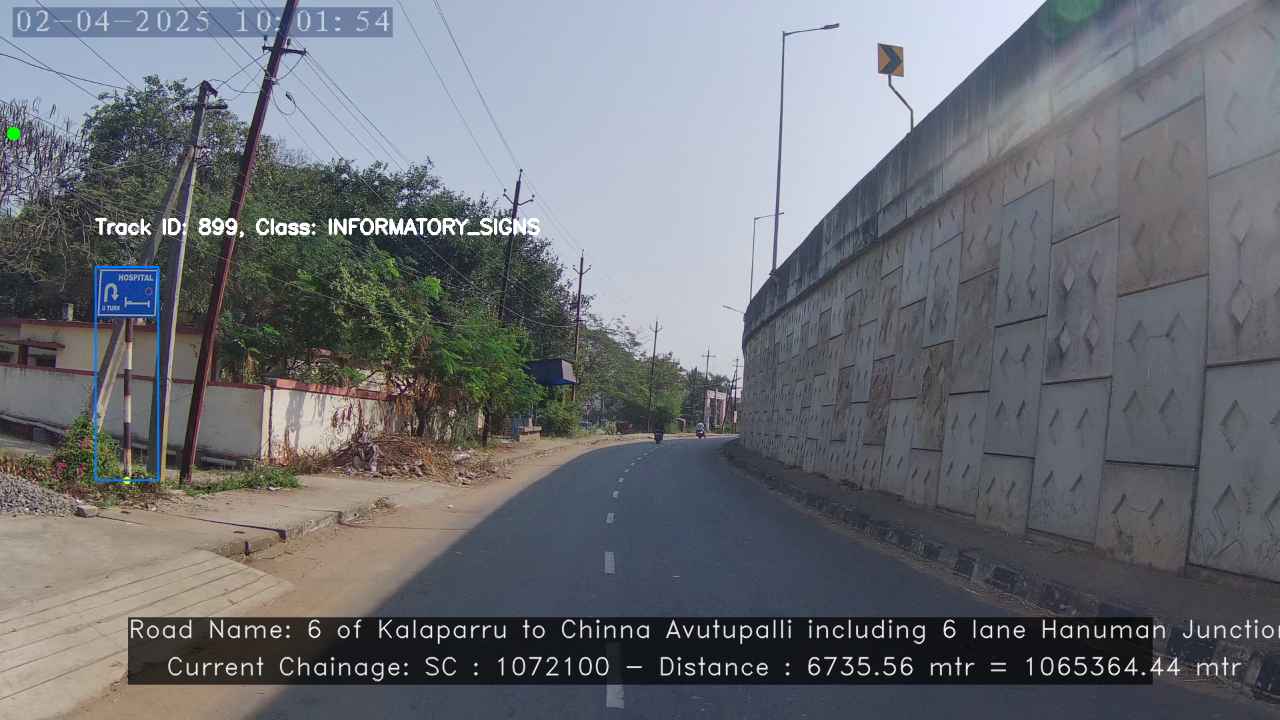 02-04-2025 10:01:54
Track ID: 899, Class: INFORMATORY_SIGNS
HOSPITAL
U TURN
Road Name: 6 of Kalaparru to Chinna Avutupalli including 6 lane Hanuman Junction
Current Chainage: SC : 1072100 - Distance : 6735.56 mtr = 1065364.44 mtr